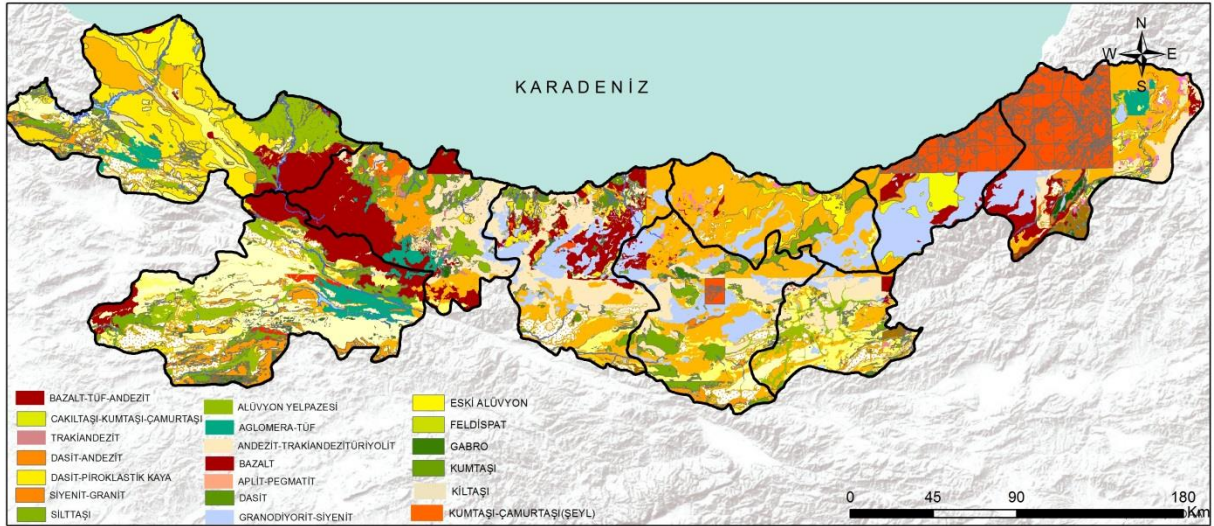 N
W E
S
KARADENİZ
BAZALT-TÜF-ANDEZİT
CAKILTAŞI-KUMTAŞI-ÇAMURTAŞI
TRAKİANDEZİT
DASİT-ANDEZİT
DASİT-PİROKLASTİK KAYA
SİYENİT-GRANİT
SİLTTAŞI
ALÜVYON YELPAZESİ
AGLOMERA-TÜF
ANDEZİT-TRAKİANDEZİTÜRİYOLİT
BAZALT
APLİT-PEGMATİT
DASİT
GRANODİYORİT-SİYENİT
ESKİ ALÜVYON
FELDİSPAT
GABRO
KUMTAŞI
KİLTAŞI
KUMTAŞI-ÇAMURTAŞI(ŞEYL)
0 45 90 180
Km